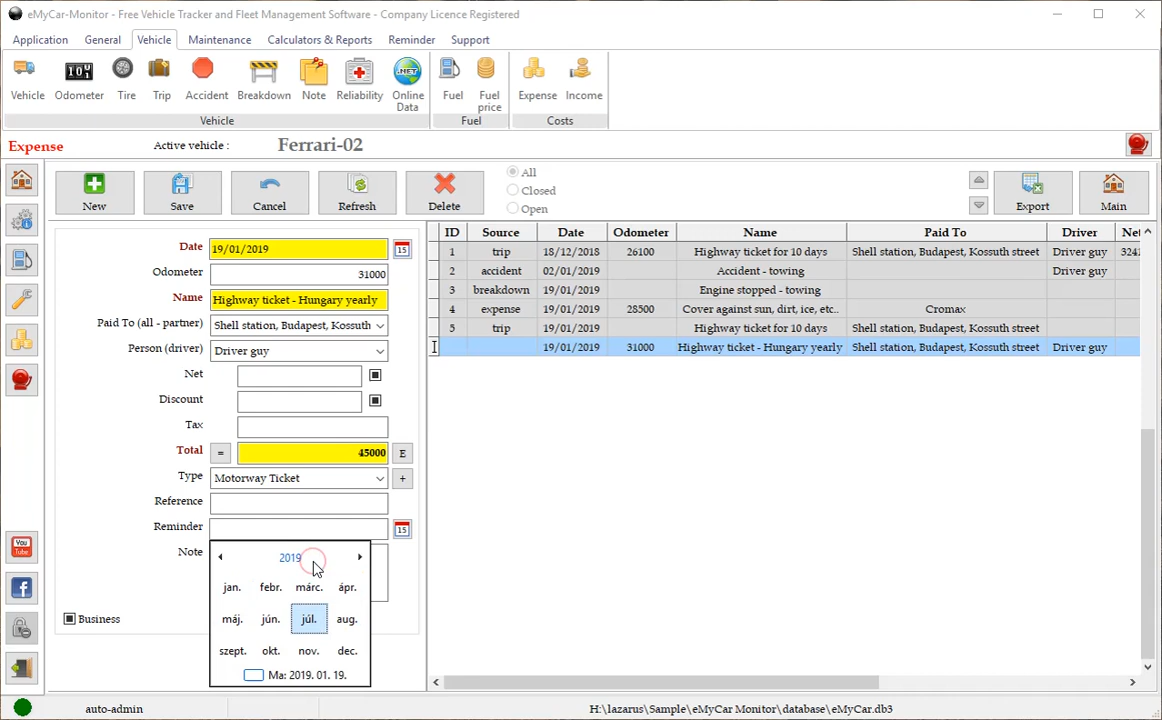 eMyCar-Monitor - Free Vehicle Tracker and Fleet Management Software - Company Licence Registered
Application General Vehicle Maintenance Calculators & Reports Reminder Support
Vehicle Odometer Tire Trip Accident Breakdown Note Reliability Online Data Fuel Fuel price Expense Income
Vehicle Fuel Costs
Expense Active vehicle : Ferrari-02
New Save Cancel Refresh Delete
All
Closed
Open
Export Main
Date 19/01/2019 15
Odometer 31000
Name Highway ticket - Hungary yearly
Paid To (all - partner) Shell station, Budapest, Kossuth
Person (driver) Driver guy
Net
Discount
Tax
Total = 45000 E
Type Motorway Ticket +
Reference
Reminder 15
Note
Business
2019
jan. febr. márc. ápr.
máj. jún. júl. aug.
szept. okt. nov. dec.
Ma: 2019. 01. 19.
ID Source Date Odometer Name Paid To Driver Net
1 trip 18/12/2018 26100 Highway ticket for 10 days Shell station, Budapest, Kossuth street Driver guy 324
2 accident 02/01/2019 Accident - towing Driver guy
3 breakdown 19/01/2019 Engine stopped - towing
4 expense 19/01/2019 28500 Cover against sun, dirt, ice, etc.. Cromax
5 trip 19/01/2019 Highway ticket for 10 days Shell station, Budapest, Kossuth street
19/01/2019 31000 Highway ticket - Hungary yearly Shell station, Budapest, Kossuth street Driver guy
You Tube
auto-admin H:\lazarus\Sample\eMyCar Monitor\database\eMyCar.db3